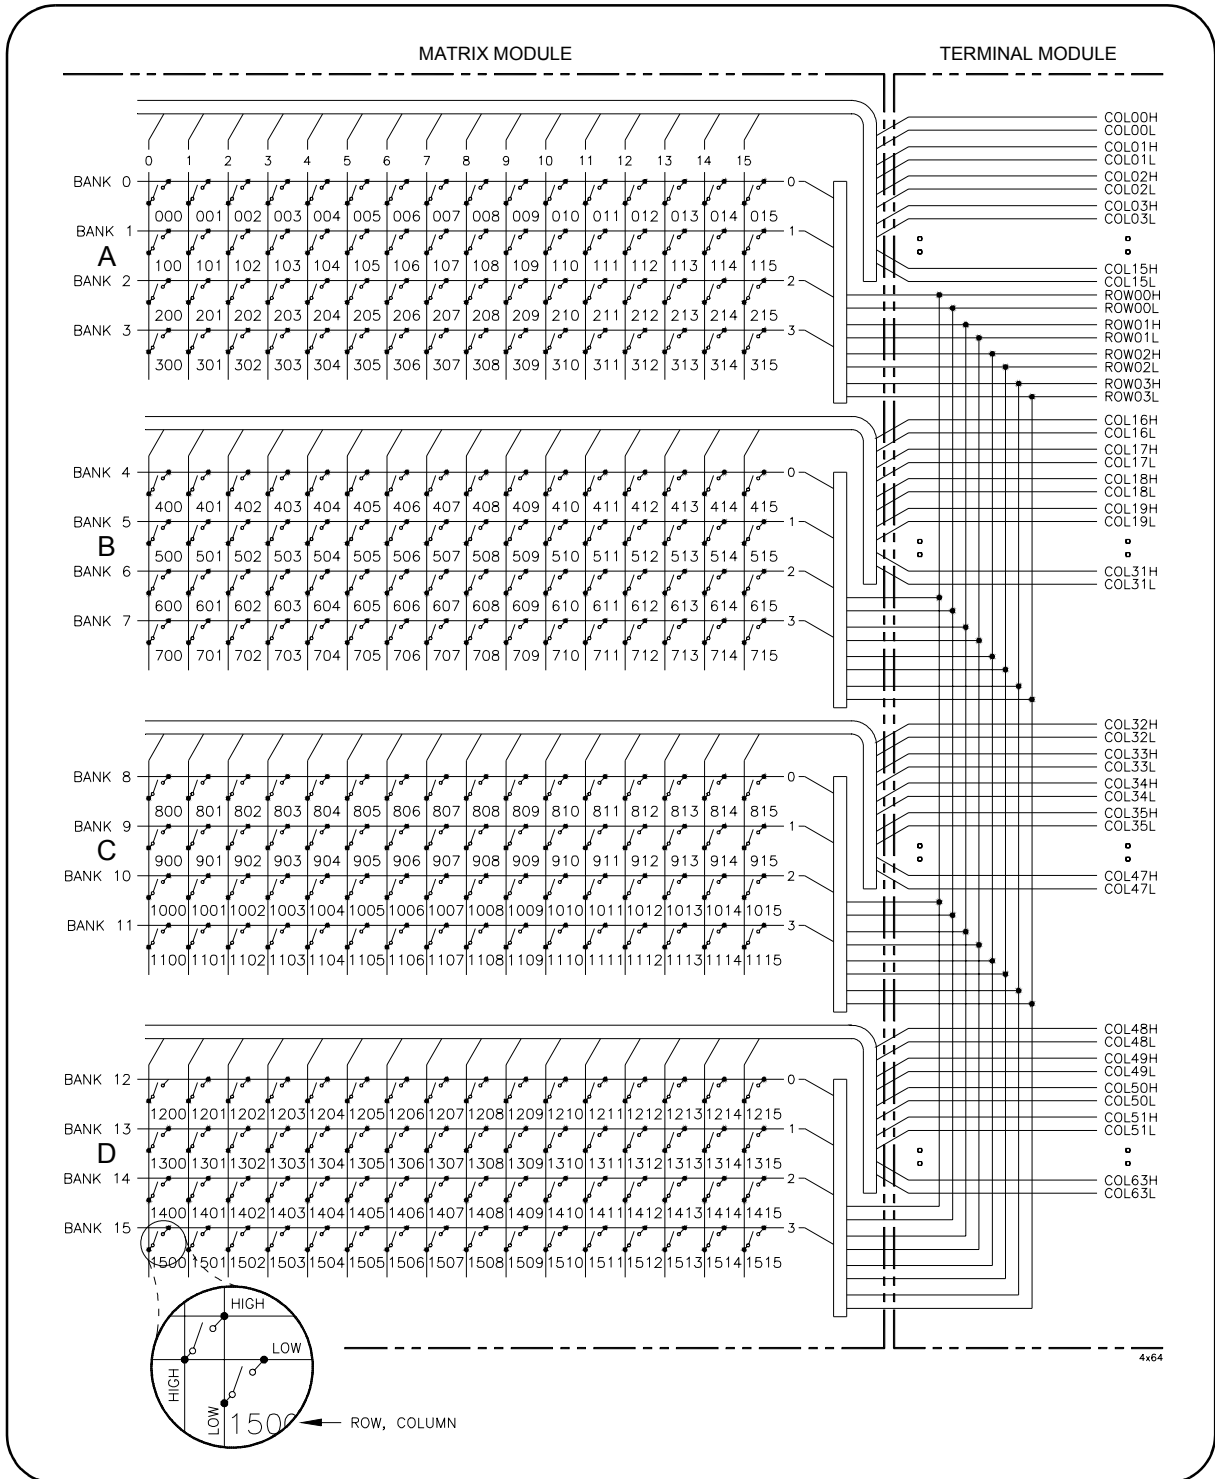 MATRIX MODULE TERMINAL MODULE
COL00H
COL00L
COL01H
COL01L
COL02H
COL02L
COL03H
COL03L
COL15H
COL15L
ROW00H
ROW00L
ROW01H
ROW01L
ROW02H
ROW02L
ROW03H
ROW03L
0 1 2 3 4 5 6 7 8 9 10 11 12 13 14 15
BANK 0 0
000 001 002 003 004 005 006 007 008 009 010 011 012 013 014 015
BANK 1 1
A
100 101 102 103 104 105 106 107 108 109 110 111 112 113 114 115
BANK 2 2
200 201 202 203 204 205 206 207 208 209 210 211 212 213 214 215
BANK 3 3
300 301 302 303 304 305 306 307 308 309 310 311 312 313 314 315
COL16H
COL16L
COL17H
COL17L
COL18H
COL18L
COL19H
COL19L
COL31H
COL31L
BANK 4 0
400 401 402 403 404 405 406 407 408 409 410 411 412 413 414 415
BANK 5 1
B
500 501 502 503 504 505 506 507 508 509 510 511 512 513 514 515
BANK 6 2
600 601 602 603 604 605 606 607 608 609 610 611 612 613 614 615
BANK 7 3
700 701 702 703 704 705 706 707 708 709 710 711 712 713 714 715
COL32H
COL32L
COL33H
COL33L
COL34H
COL34L
COL35H
COL35L
COL47H
COL47L
BANK 8 0
800 801 802 803 804 805 806 807 808 809 810 811 812 813 814 815
BANK 9 1
C
900 901 902 903 904 905 906 907 908 909 910 911 912 913 914 915
BANK 10 2
1000 1001 1002 1003 1004 1005 1006 1007 1008 1009 1010 1011 1012 1013 1014 1015
BANK 11 3
1100 1101 1102 1103 1104 1105 1106 1107 1108 1109 1110 1111 1112 1113 1114 1115
COL48H
COL48L
COL49H
COL49L
COL50H
COL50L
COL51H
COL51L
COL63H
COL63L
BANK 12 0
1200 1201 1202 1203 1204 1205 1206 1207 1208 1209 1210 1211 1212 1213 1214 1215
BANK 13 1
D
1300 1301 1302 1303 1304 1305 1306 1307 1308 1309 1310 1311 1312 1313 1314 1315
BANK 14 2
1400 1401 1402 1403 1404 1405 1406 1407 1408 1409 1410 1411 1412 1413 1414 1415
BANK 15 3
1500 1501 1502 1503 1504 1505 1506 1507 1508 1509 1510 1511 1512 1513 1514 1515
HIGH
LOW
HIGH
LOW
1500
ROW, COLUMN
4x64